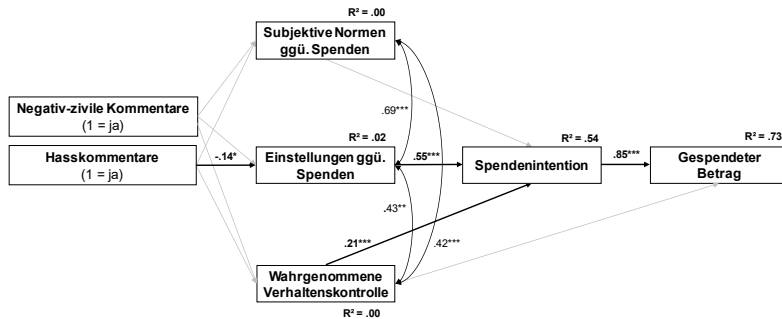 R² = .00
Subjektive Normen
ggü. Spenden
Negativ-zivile Kommentare
(1 = ja)
.69***
R² = .02
R² = .54
R² = .73
Hasskommentare
(1 = ja)
-.14*
Einstellungen ggü.
Spenden
.55***
Spendenintention
.85***
Gespendeter
Betrag
.43**
.21***
.42***
Wahrgenommene
Verhaltenskontrolle
R² = .00